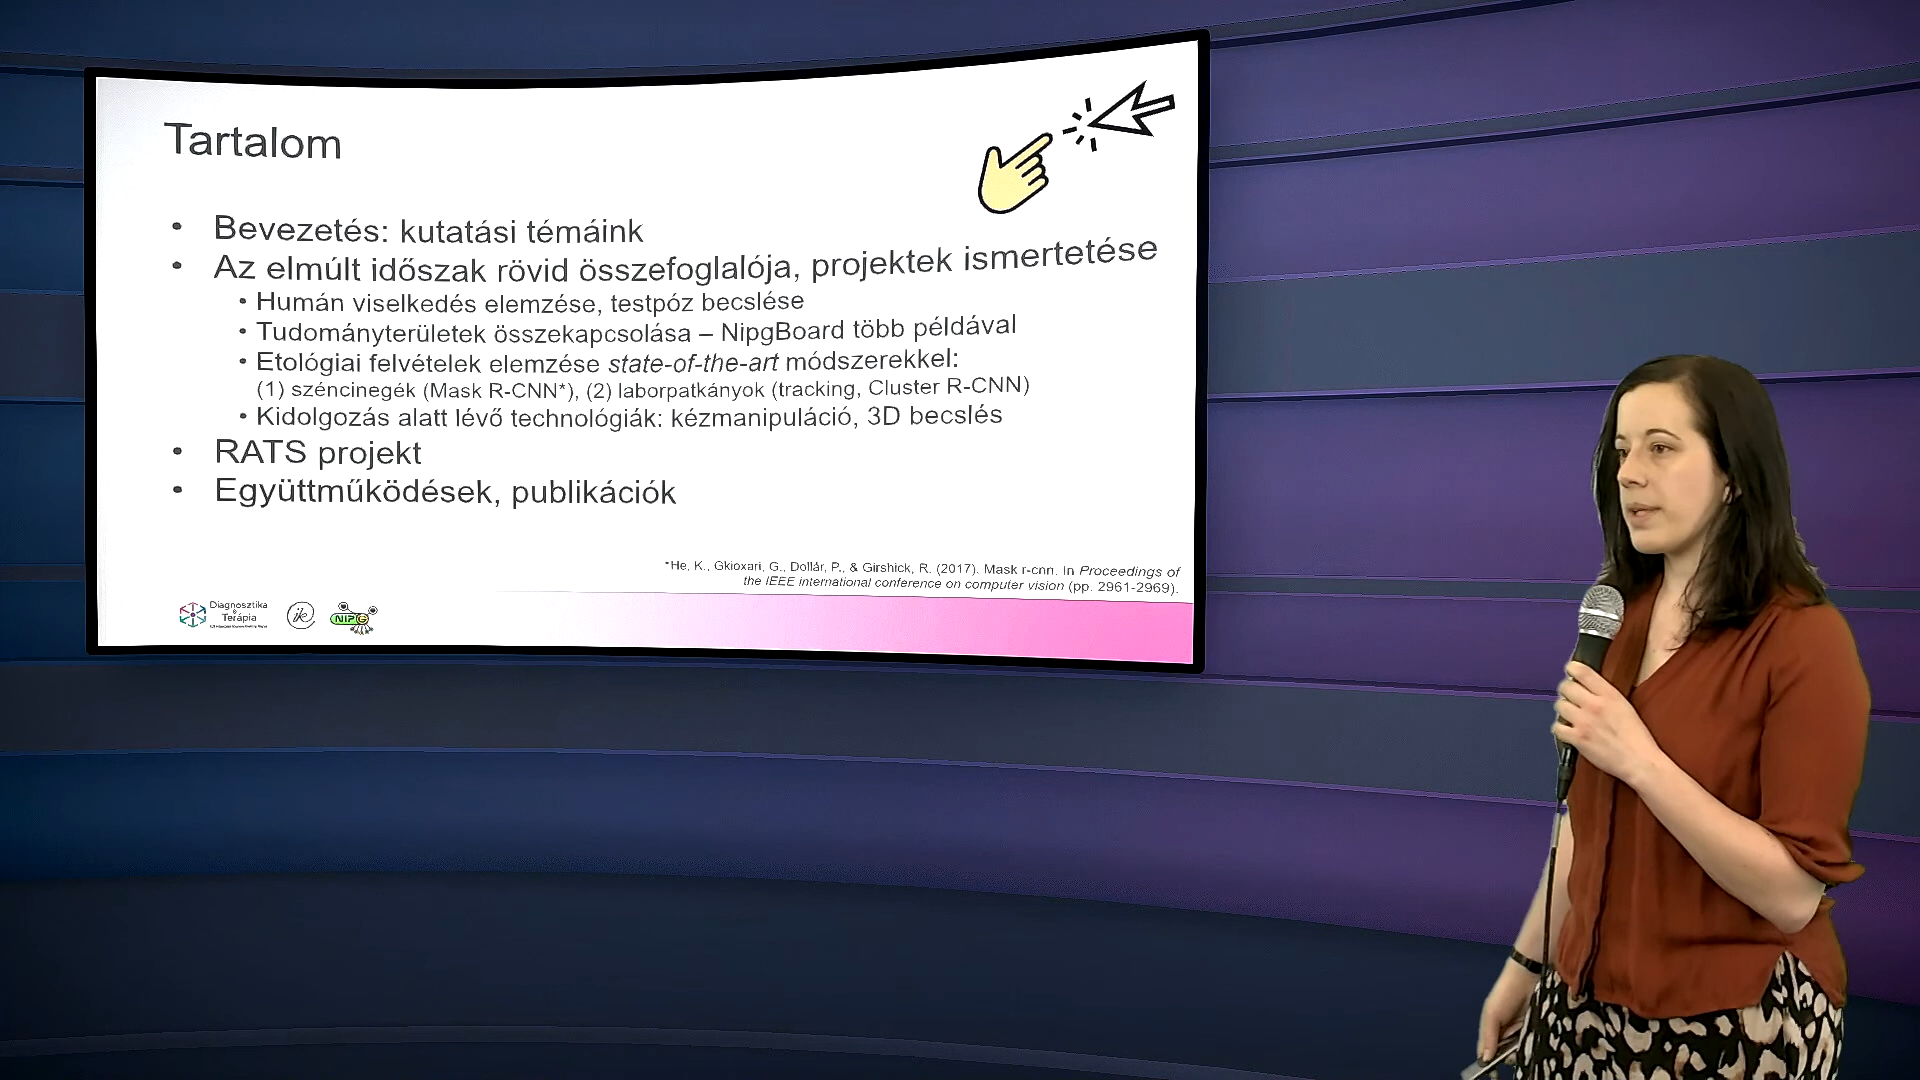 Tartalom
• Bevezetés: kutatási témáink
• Az elmúlt időszak rövid összefoglalója, projektek ismertetése
• Humán viselkedés elemzése, testpóz becslése
• Tudományterületek összekapcsolása – NipgBoard több példával
• Etológiai felvételek elemzése state-of-the-art módszerekkel:
(1) széncinegék (Mask R-CNN*), (2) laborpatkányok (tracking, Cluster R-CNN)
• Kidolgozás alatt lévő technológiák: kézmanipuláció, 3D becslés
• RATS projekt
• Együttműködések, publikációk
*He, K., Gkioxari, G., Dollár, P., & Girshick, R. (2017). Mask r-cnn. In Proceedings of
the IEEE international conference on computer vision (pp. 2961-2969).
Diagnosztika
&
Terápia
ik
NIPG